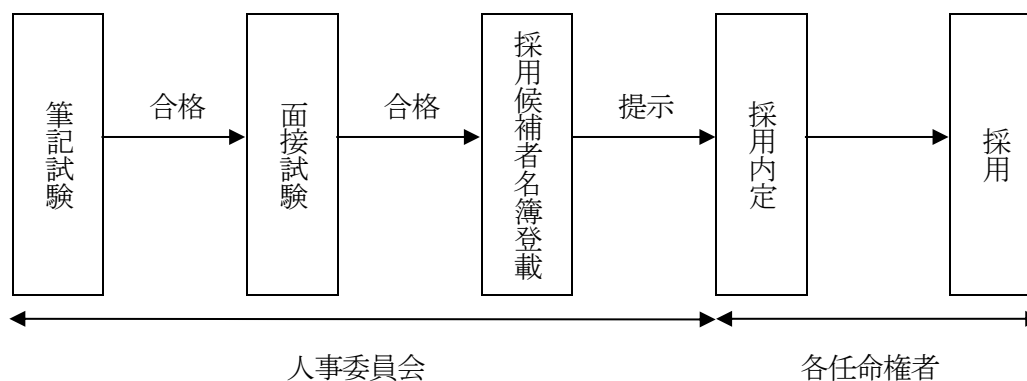 筆記試験
合格
面接試験
合格
採用候補者名簿登載
提示
採用内定
採用
人事委員会
各任命権者